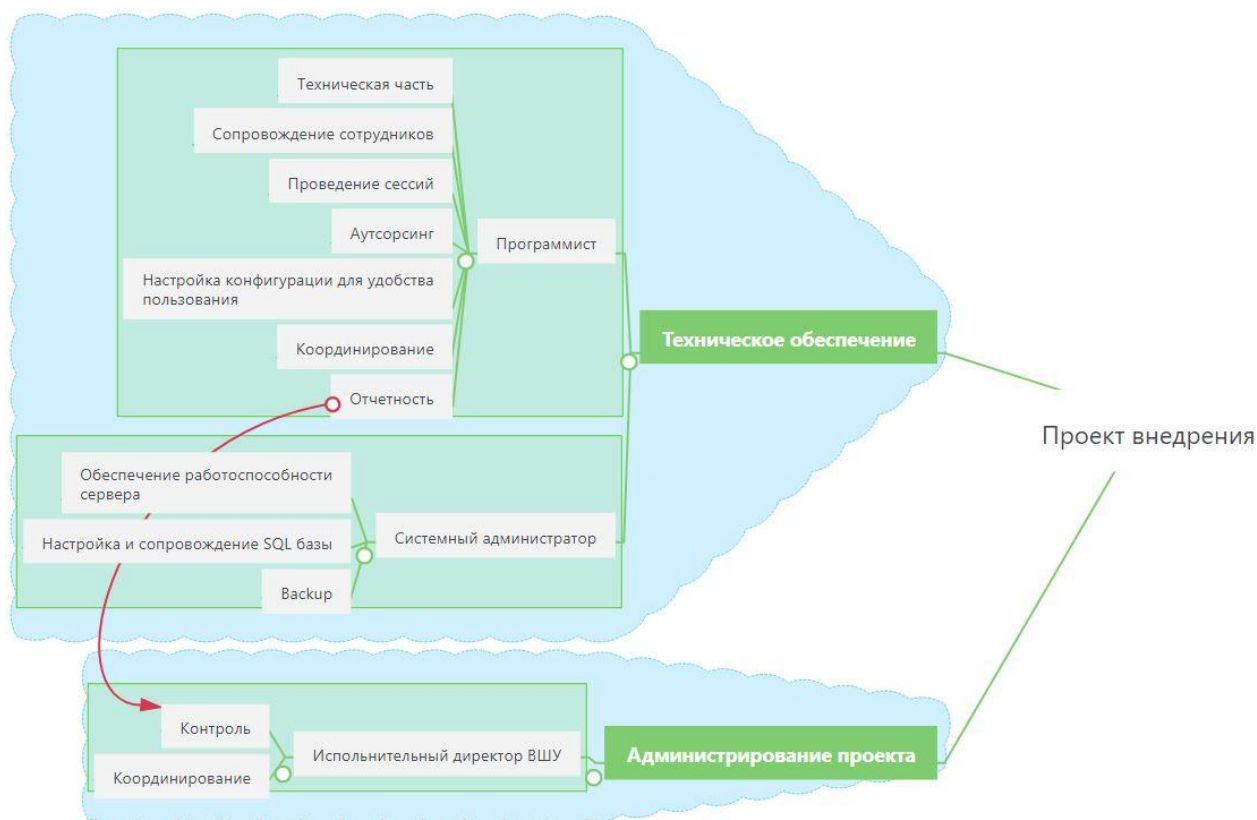 Техническая часть
Сопровождение сотрудников
Проведение сессий
Аутсорсинг
Программист
Настройка конфигурации для удобства
пользования
Координирование
Отчетность
Техническое обеспечение
Проект внедрения
Обеспечение работоспособности
сервера
Настройка и сопровождение SQL базы
Системный администратор
Backup
Контроль
Координирование
Испольнительный директор ВШУ
Администрирование проекта